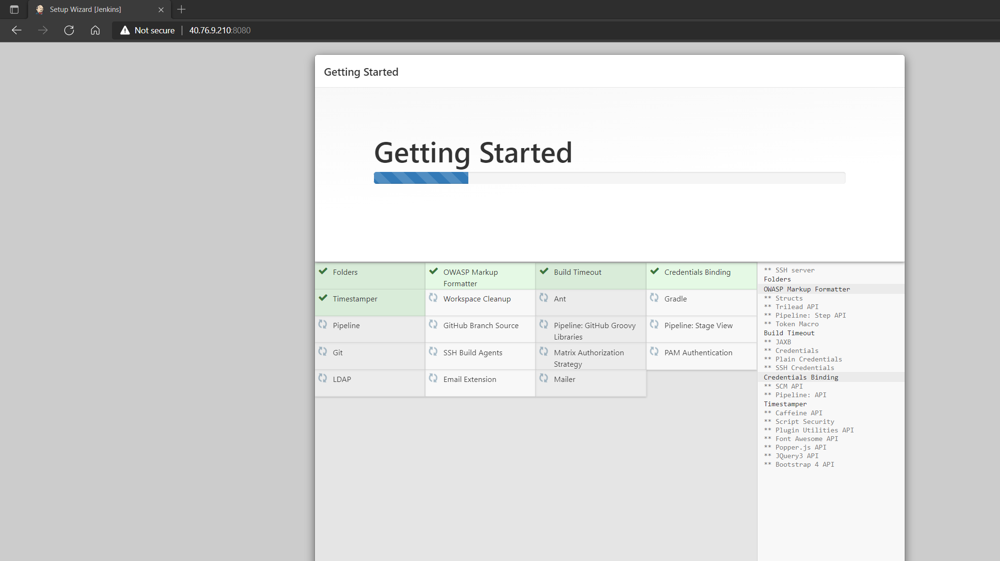 Setup Wizard [Jenkins]
Not secure | 40.76.9.210:8080
Getting Started
Getting Started
Folders
OWASP Markup
Formatter
Build Timeout
Credentials Binding
Timestamper
Workspace Cleanup
Ant
Gradle
Pipeline
GitHub Branch Source
Pipeline: GitHub Groovy
Libraries
Pipeline: Stage View
Git
SSH Build Agents
Matrix Authorization
Strategy
PAM Authentication
LDAP
Email Extension
Mailer
** SSH server
Folders
OWASP Markup Formatter
** Structs
** Trilead API
** Pipeline: Step API
** Token Macro
Build Timeout
** JAXB
** Credentials
** Plain Credentials
** SSH Credentials
Credentials Binding
** SCM API
** Pipeline: API
Timestamper
** Caffeine API
** Script Security
** Plugin Utilities API
** Font Awesome API
** Popper.js API
** JQuery3 API
** Bootstrap 4 API